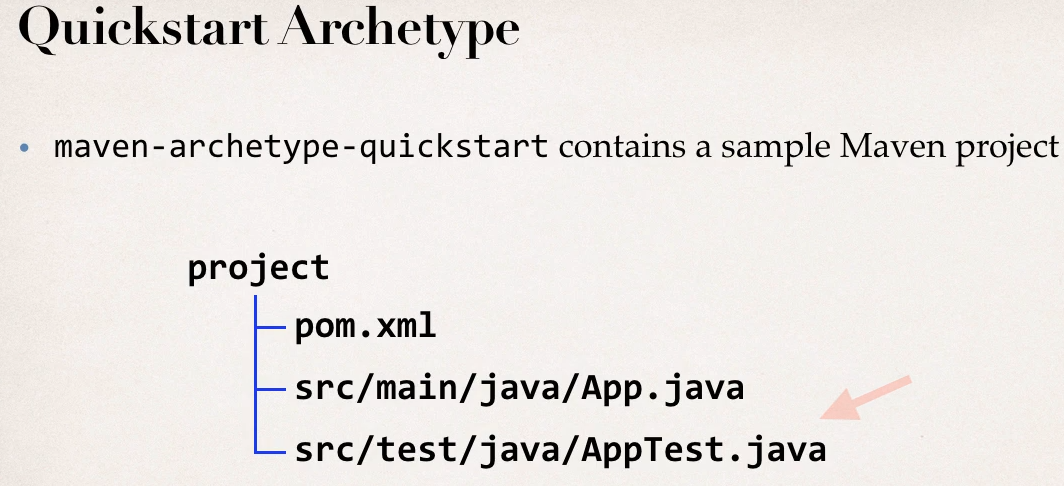 Quickstart Archetype
• maven-archetype-quickstart contains a sample Maven project
project
pom.xml
src/main/java/App.java
src/test/java/AppTest.java